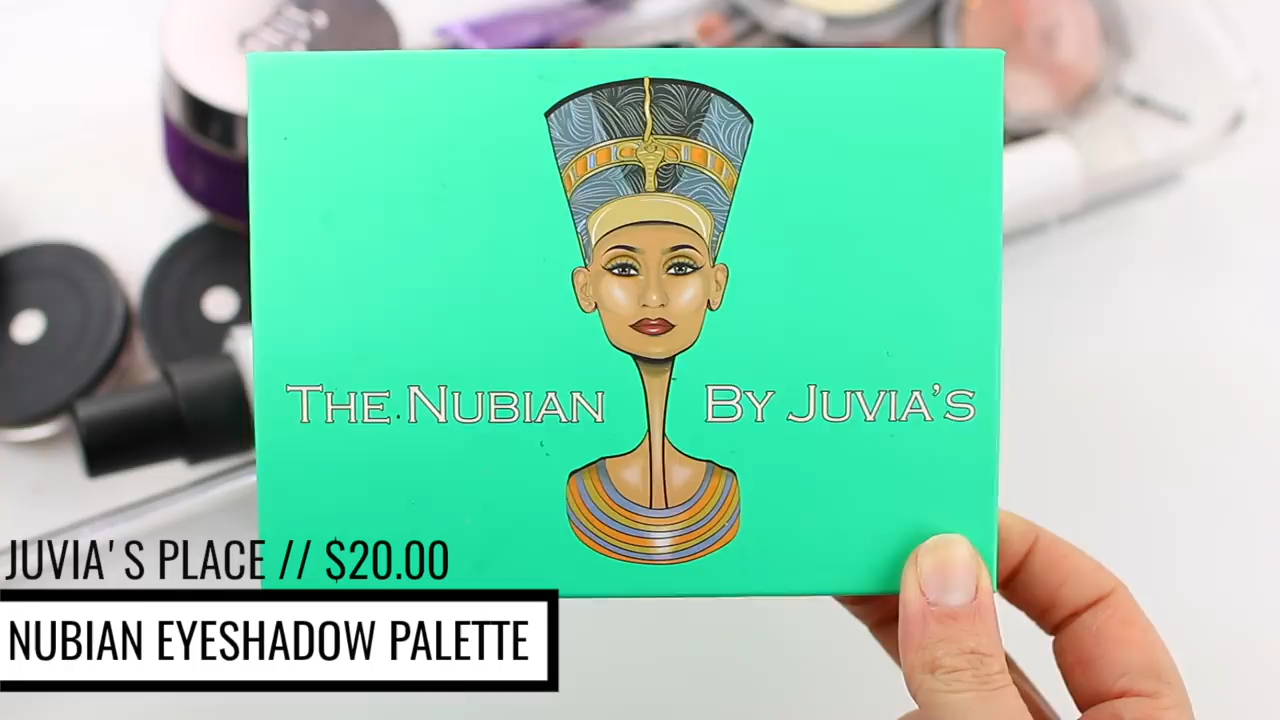 THE NUBIAN BY JUVIA'S
JUVIA'S PLACE // $20.00
NUBIAN EYESHADOW PALETTE